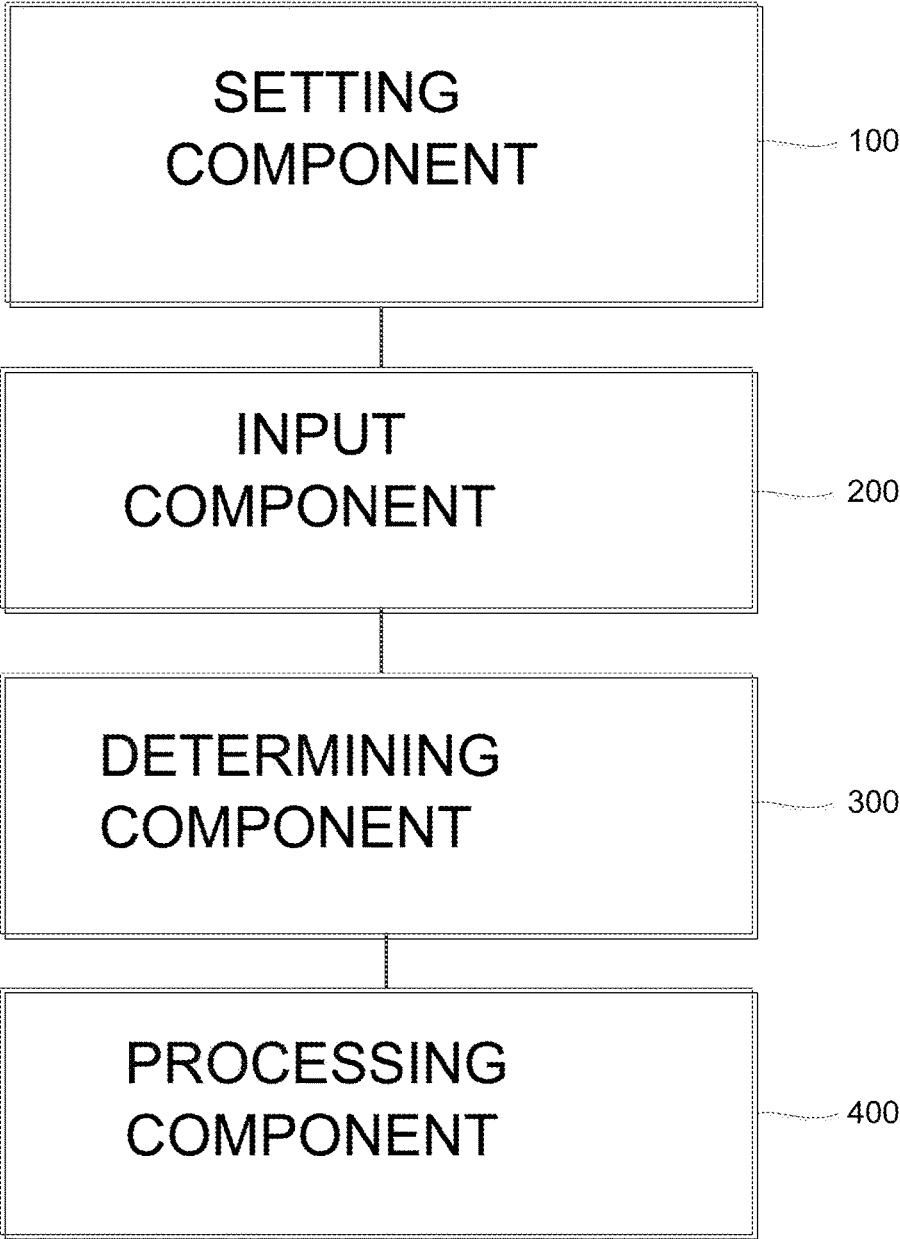 SETTING
COMPONENT
100
INPUT
COMPONENT
200
DETERMINING
COMPONENT
300
PROCESSING
COMPONENT
400